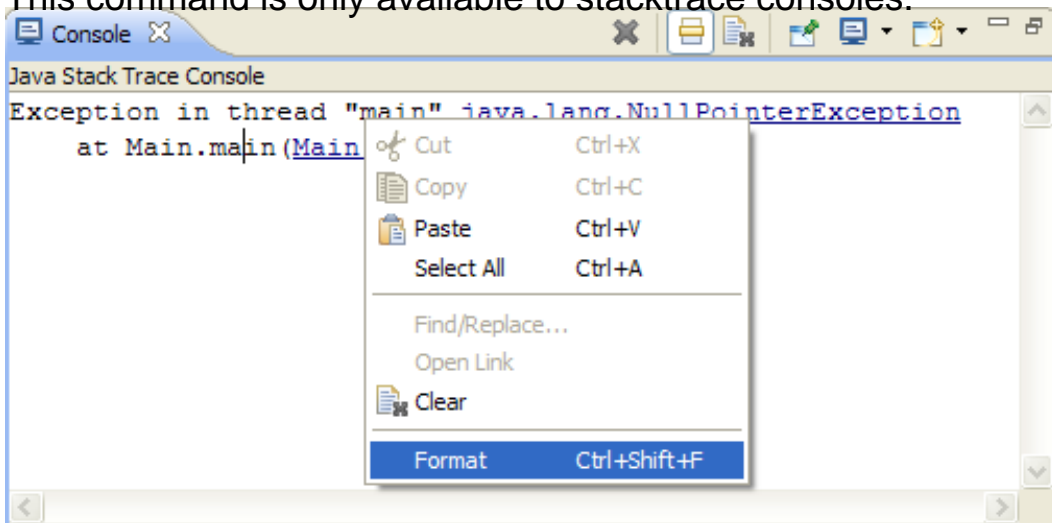 This command is only available to stacktrace consoles.
Console
Java Stack Trace Console
Exception in thread "main" java.lang.NullPointerException
at Main.main(Main
Cut Ctrl+X
Copy Ctrl+C
Paste Ctrl+V
Select All Ctrl+A
Find/Replace...
Open Link
Clear
Format Ctrl+Shift+F